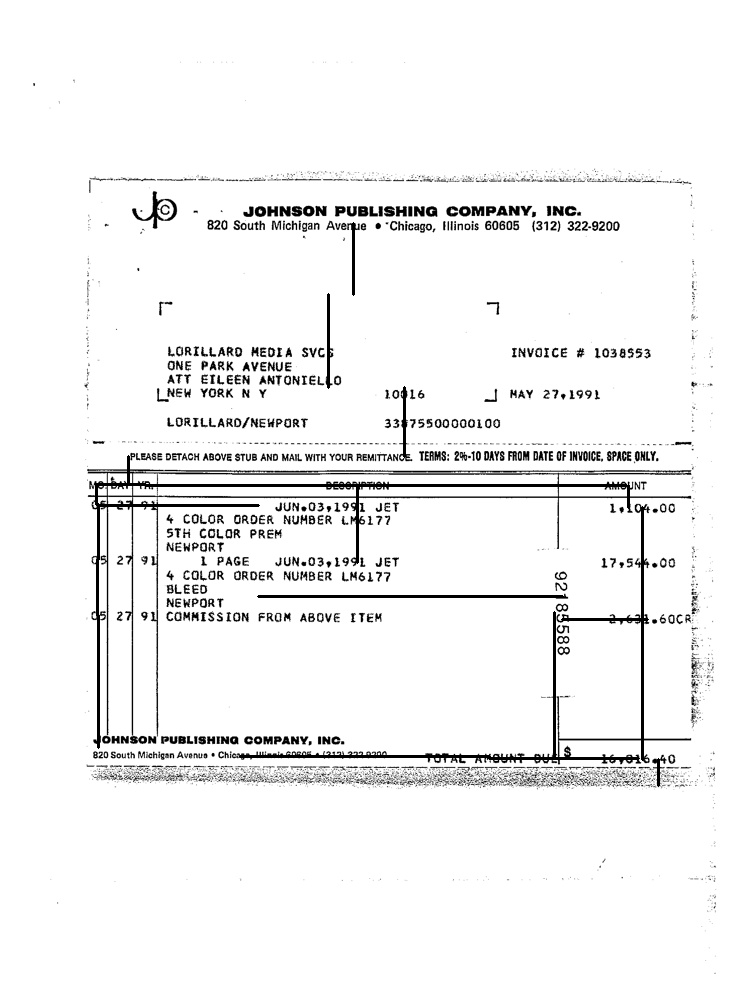 JPC
JOHNSON PUBLISHING COMPANY, INC.
820 South Michigan Avenue • Chicago, Illinois 60605 (312) 322-9200
LORILLARD MEDIA SVCS INVOICE # 1038553
ONE PARK AVENUE
ATT EILEEN ANTONIELLO
NEW YORK N Y 10016 MAY 27,1991
LORILLARD/NEWPORT 33 75500000100
PLEASE DETACH ABOVE STUB AND MAIL WITH YOUR REMITTANCE. TERMS: 2%-10 DAYS FROM DATE OF INVOICE, SPACE ONLY.
MO. DAY YR. DESCRIPTION AMOUNT
05 27 91 JUN.03,1991 JET 1,104.00
4 COLOR ORDER NUMBER LM6177
5TH COLOR PREM
NEWPORT
05 27 91 1 PAGE JUN.03,1991 JET 17,544.00
4 COLOR ORDER NUMBER LM6177
BLEED
NEWPORT
05 27 91 COMMISSION FROM ABOVE ITEM 2,631.60CR
92185588
JOHNSON PUBLISHING COMPANY, INC.
820 South Michigan Avenue • Chicago, Illinois 60605 • (312) 322-9200
TOTAL AMOUNT DUE $ 16,016.40